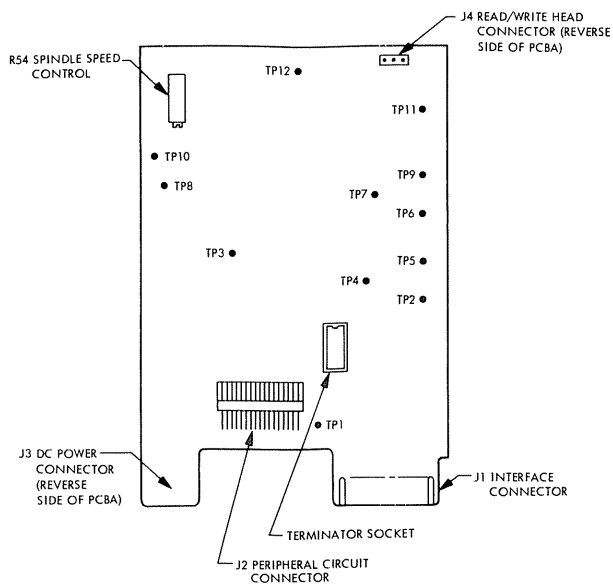 J4 READ/WRITE HEAD
CONNECTOR (REVERSE
SIDE OF PCBA)
R54 SPINDLE SPEED
CONTROL
TP12
TP11
TP10
TP9
TP8
TP7
TP6
TP3
TP5
TP4
TP2
TP1
J3 DC POWER
CONNECTOR
(REVERSE
SIDE OF PCBA)
J1 INTERFACE
CONNECTOR
TERMINATOR SOCKET
J2 PERIPHERAL CIRCUIT
CONNECTOR